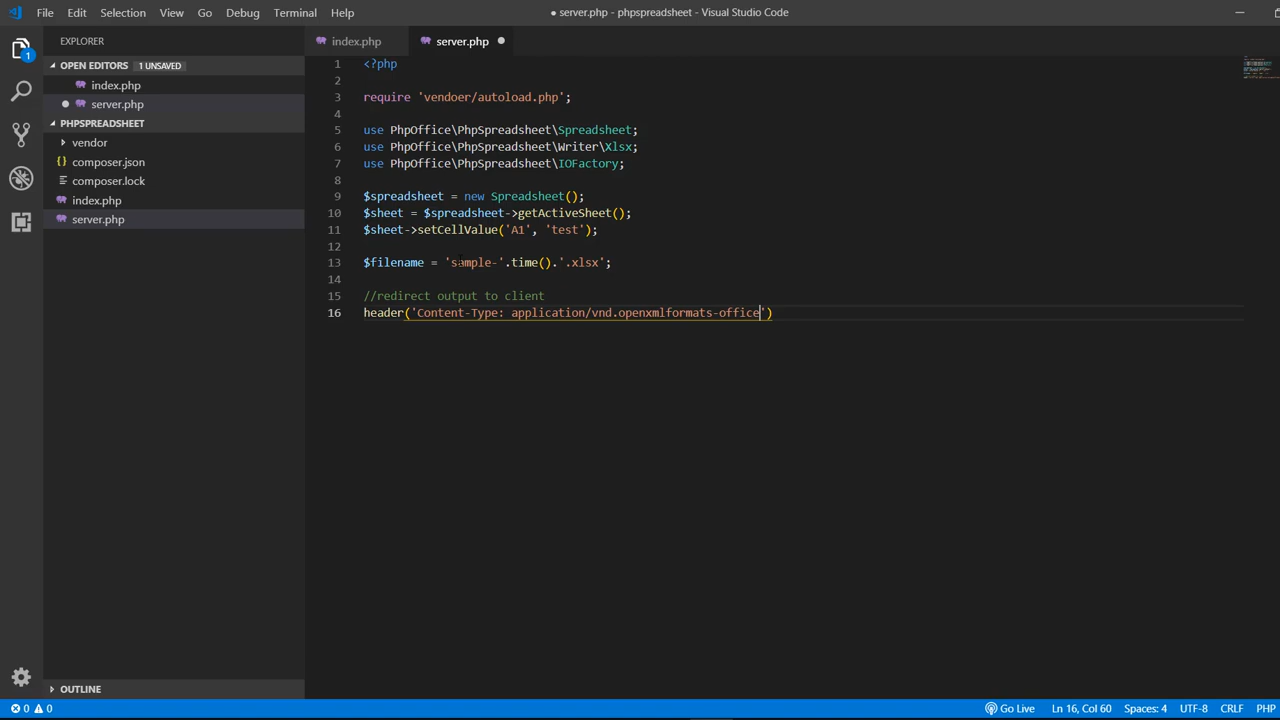 File Edit Selection View Go Debug Terminal Help
● server.php - phpspreadsheet - Visual Studio Code
EXPLORER
index.php
server.php
OPEN EDITORS 1 UNSAVED
index.php
server.php
PHPSPREADSHEET
vendor
composer.json
composer.lock
index.php
server.php
OUTLINE
1
1 <?php
2
3 require 'vendoer/autoload.php';
4
5 use PhpOffice\PhpSpreadsheet\Spreadsheet;
6 use PhpOffice\PhpSpreadsheet\Writer\Xlsx;
7 use PhpOffice\PhpSpreadsheet\IOFactory;
8
9 $spreadsheet = new Spreadsheet();
10 $sheet = $spreadsheet->getActiveSheet();
11 $sheet->setCellValue('A1', 'test');
12
13 $filename = 'sample-'.time().'.xlsx';
14
15 //redirect output to client
16 header('Content-Type: application/vnd.openxmlformats-office')
0 0 Go Live Ln 16, Col 60 Spaces: 4 UTF-8 CRLF PHP